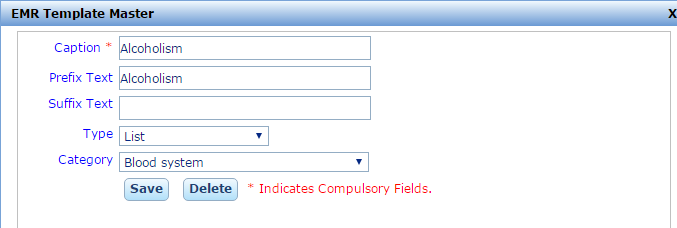 EMR Template Master X
Caption * Alcoholism
Prefix Text Alcoholism
Suffix Text
Type List
Category Blood system
Save Delete * Indicates Compulsory Fields.